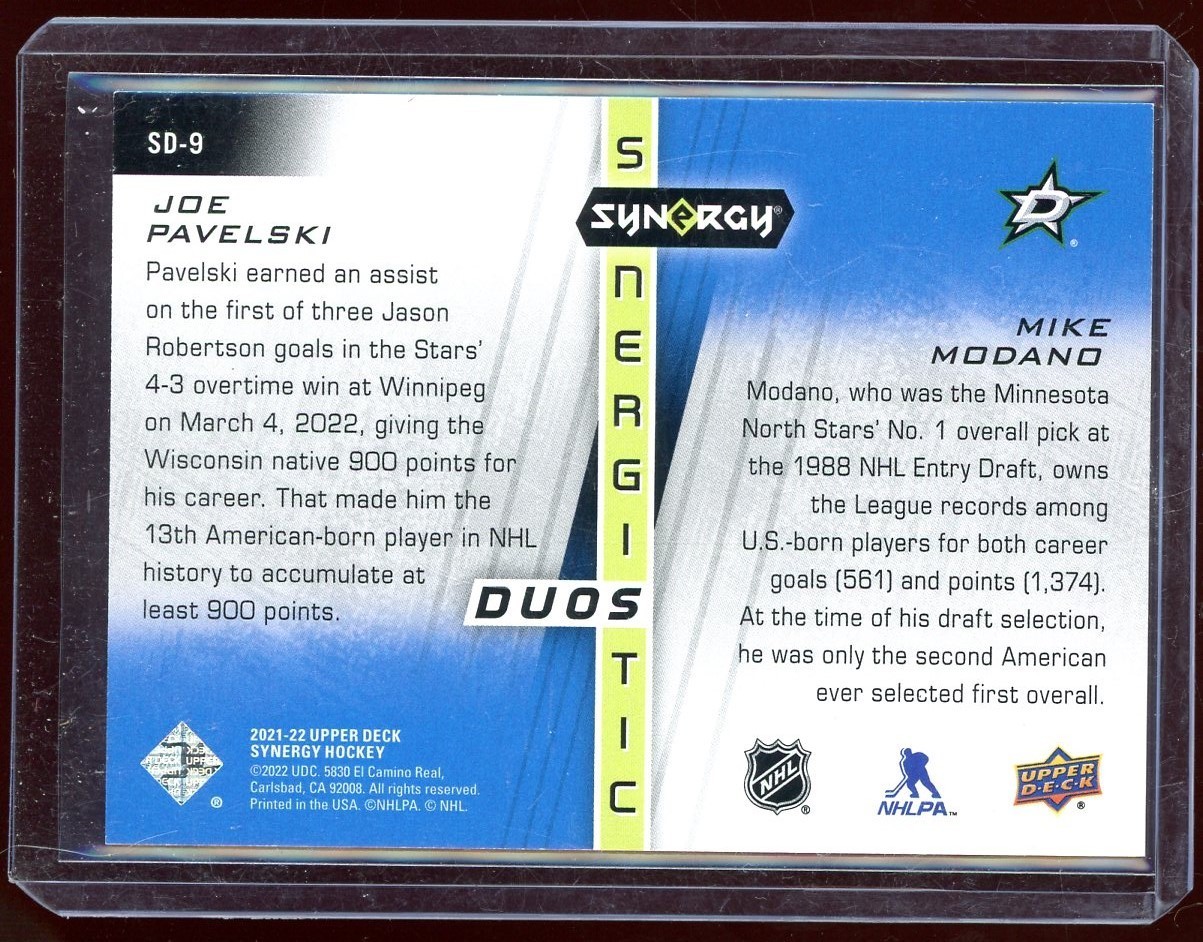 SD-9
JOE
PAVELSKI
Pavelski earned an assist
on the first of three Jason
Robertson goals in the Stars'
4-3 overtime win at Winnipeg
on March 4, 2022, giving the
Wisconsin native 900 points for
his career. That made him the
13th American-born player in NHL
history to accumulate at
least 900 points.
SYNERGY®
SYNERGISTIC
DUOS
D®
MIKE
MODANO
Modano, who was the Minnesota
North Stars' No. 1 overall pick at
the 1988 NHL Entry Draft, owns
the League records among
U.S.-born players for both career
goals (561) and points (1,374).
At the time of his draft selection,
he was only the second American
ever selected first overall.
®
2021-22 UPPER DECK
SYNERGY HOCKEY
©2022 UDC. 5830 El Camino Real,
Carlsbad, CA 92008. All rights reserved.
Printed in the USA. ©NHLPA. © NHL.
NHL®
NHLPA™
UPPER
D·E·C·K®